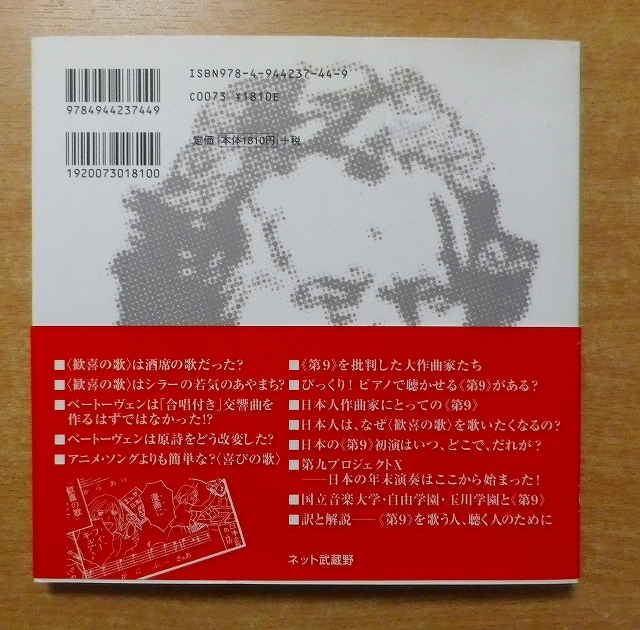 ISBN978-4-944237-44-9
9784944237449
C0073 ¥1810E
定価 本体1810円 +税
1920073018100
■〈歓喜の歌〉は酒席の歌だった?
■〈歓喜の歌〉はシラーの若気のあやまち?
■ベートーヴェンは「合唱付き」交響曲を
作るはずではなかった!?
■ベートーヴェンは原詩をどう改変した?
■アニメ・ソングよりも簡単な?〈喜びの歌〉
■《第9》を批判した大作曲家たち
■びっくり! ピアノで聴かせる《第9》がある?
■日本人作曲家にとっての《第9》
■日本人は、なぜ〈歓喜の歌〉を歌いたくなるの?
■日本の《第9》初演はいつ、どこで、だれが?
■第九プロジェクトX
――日本の年末演奏はここから始まった!
■国立音楽大学・自由学園・玉川学園と《第9》
■訳と解説――《第9》を歌う人、聴く人のために
歓喜の歌
ネット武蔵野